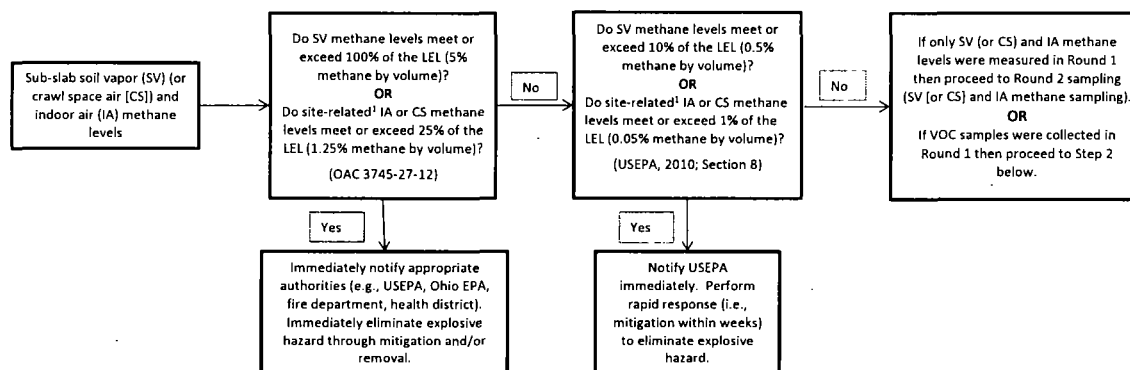 Sub-slab soil vapor (SV) (or
crawl space air [CS]) and
indoor air (IA) methane
levels
Do SV methane levels meet or
exceed 100% of the LEL (5%
methane by volume)?
OR
Do site-related¹ IA or CS methane
levels meet or exceed 25% of the
LEL (1.25% methane by volume)?
(OAC 3745-27-12)
No
Do SV methane levels meet or
exceed 10% of the LEL (0.5%
methane by volume)?
OR
Do site-related¹ IA or CS methane
levels meet or exceed 1% of the
LEL (0.05% methane by volume)?
(USEPA, 2010; Section 8)
No
If only SV (or CS) and IA methane
levels were measured in Round 1
then proceed to Round 2 sampling
(SV [or CS] and IA methane sampling).
OR
If VOC samples were collected in
Round 1 then proceed to Step 2
below.
Yes
Immediately notify appropriate
authorities (e.g., USEPA, Ohio EPA,
fire department, health district).
Immediately eliminate explosive
hazard through mitigation and/or
removal.
Yes
Notify USEPA
immediately. Perform
rapid response (i.e.,
mitigation within weeks)
to eliminate explosive
hazard.